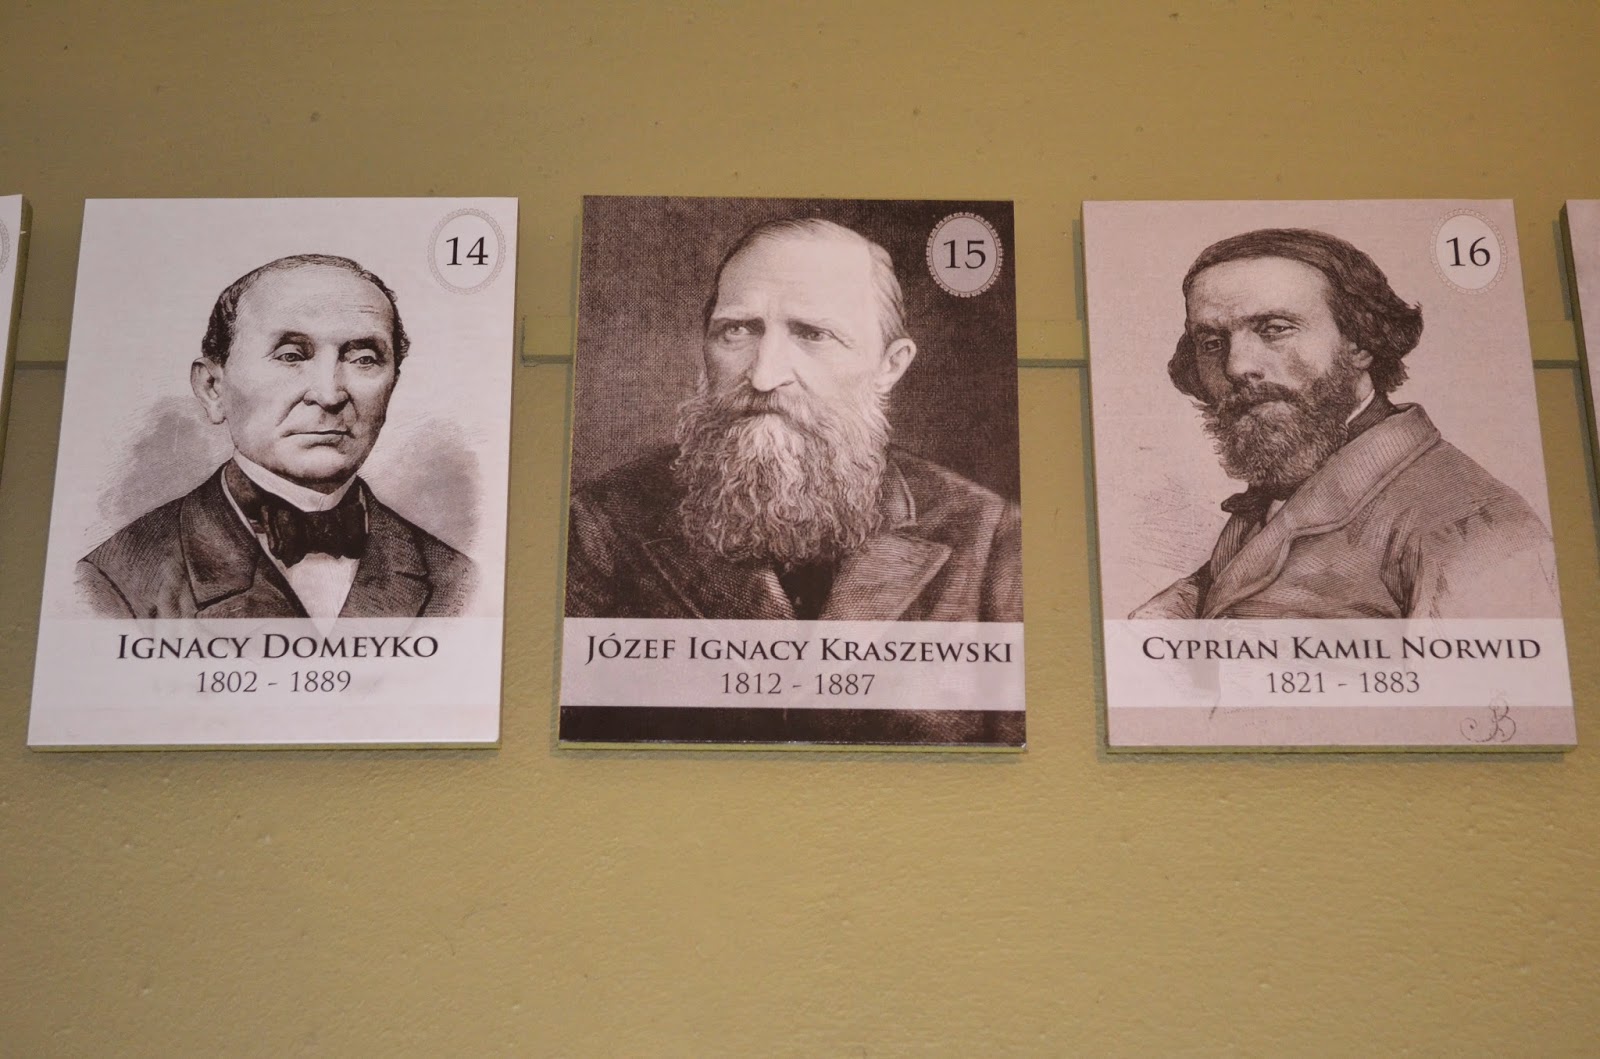 14
IGNACY DOMEYKO
1802 - 1889
15
JÓZEF IGNACY KRASZEWSKI
1812 - 1887
16
CYPRIAN KAMIL NORWID
1821 - 1883